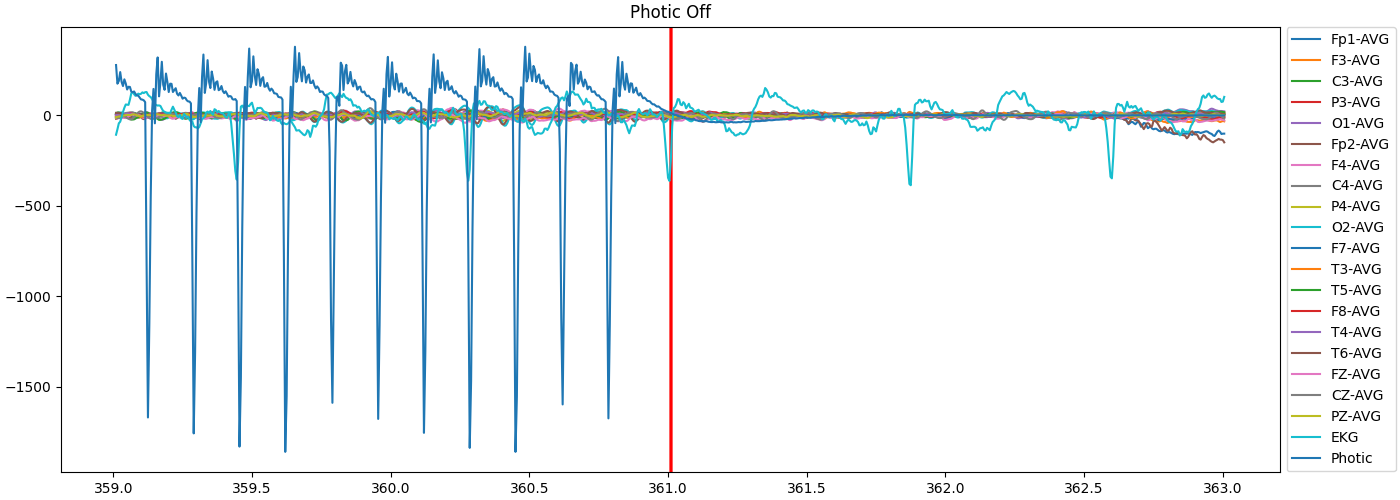 Photic Off
0
−500
−1000
−1500
359.0 359.5 360.0 360.5 361.0 361.5 362.0 362.5 363.0
Fp1-AVG
F3-AVG
C3-AVG
P3-AVG
O1-AVG
Fp2-AVG
F4-AVG
C4-AVG
P4-AVG
O2-AVG
F7-AVG
T3-AVG
T5-AVG
F8-AVG
T4-AVG
T6-AVG
FZ-AVG
CZ-AVG
PZ-AVG
EKG
Photic